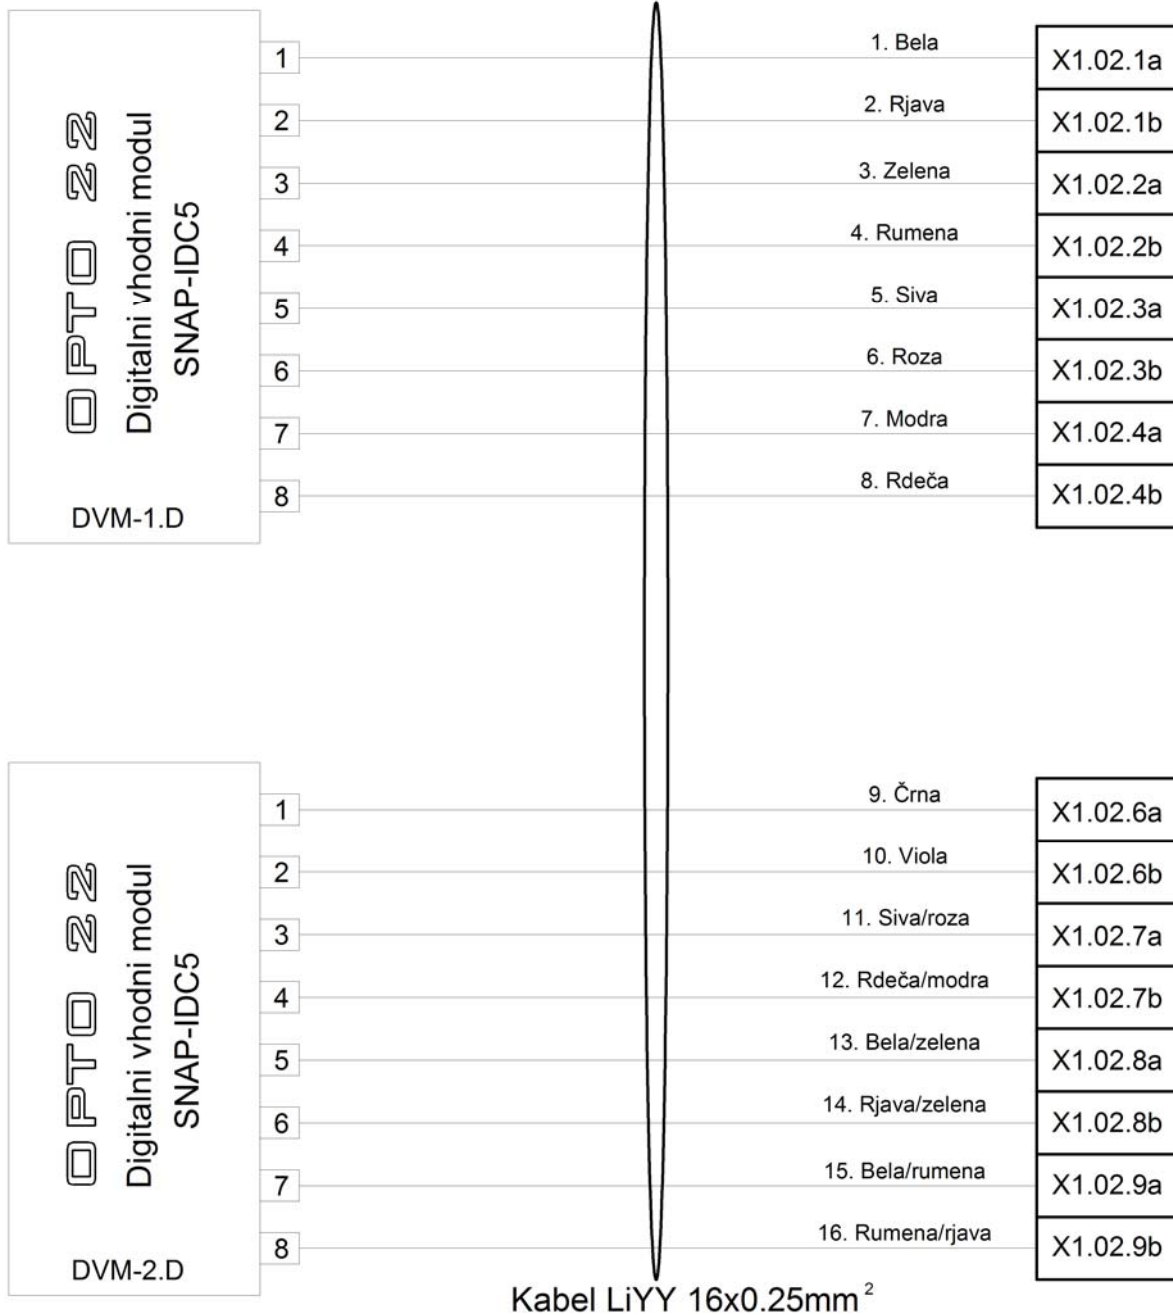 OPTO 22
Digitalni vhodni modul
SNAP-IDC5
DVM-1.D
1 1. Bela X1.02.1a
2 2. Rjava X1.02.1b
3 3. Zelena X1.02.2a
4 4. Rumena X1.02.2b
5 5. Siva X1.02.3a
6 6. Roza X1.02.3b
7 7. Modra X1.02.4a
8 8. Rdeča X1.02.4b
OPTO 22
Digitalni vhodni modul
SNAP-IDC5
DVM-2.D
1 9. Črna X1.02.6a
2 10. Viola X1.02.6b
3 11. Siva/roza X1.02.7a
4 12. Rdeča/modra X1.02.7b
5 13. Bela/zelena X1.02.8a
6 14. Rjava/zelena X1.02.8b
7 15. Bela/rumena X1.02.9a
8 16. Rumena/rjava X1.02.9b
Kabel LiYY 16x0.25mm²